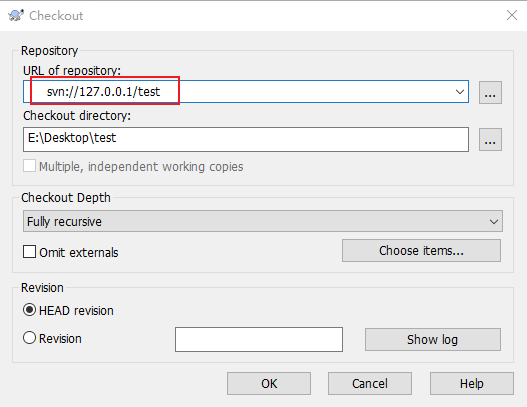 Checkout
Repository
URL of repository:
svn://127.0.0.1/test
...
Checkout directory:
E:\Desktop\test
...
Multiple, independent working copies
Checkout Depth
Fully recursive
Omit externals
Choose items...
Revision
HEAD revision
Revision
Show log
OK
Cancel
Help